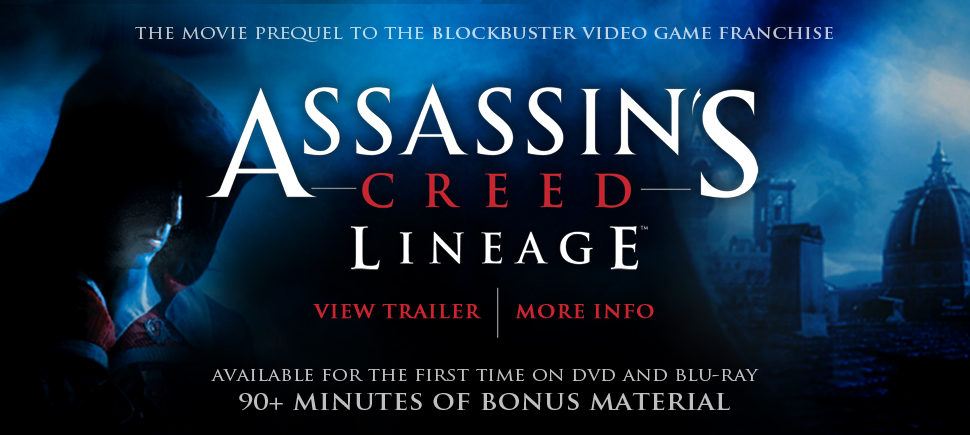 THE MOVIE PREQUEL TO THE BLOCKBUSTER VIDEO GAME FRANCHISE
ASSASSIN'S
CREED
LINEAGE™
VIEW TRAILER | MORE INFO
AVAILABLE FOR THE FIRST TIME ON DVD AND BLU-RAY
90+ MINUTES OF BONUS MATERIAL